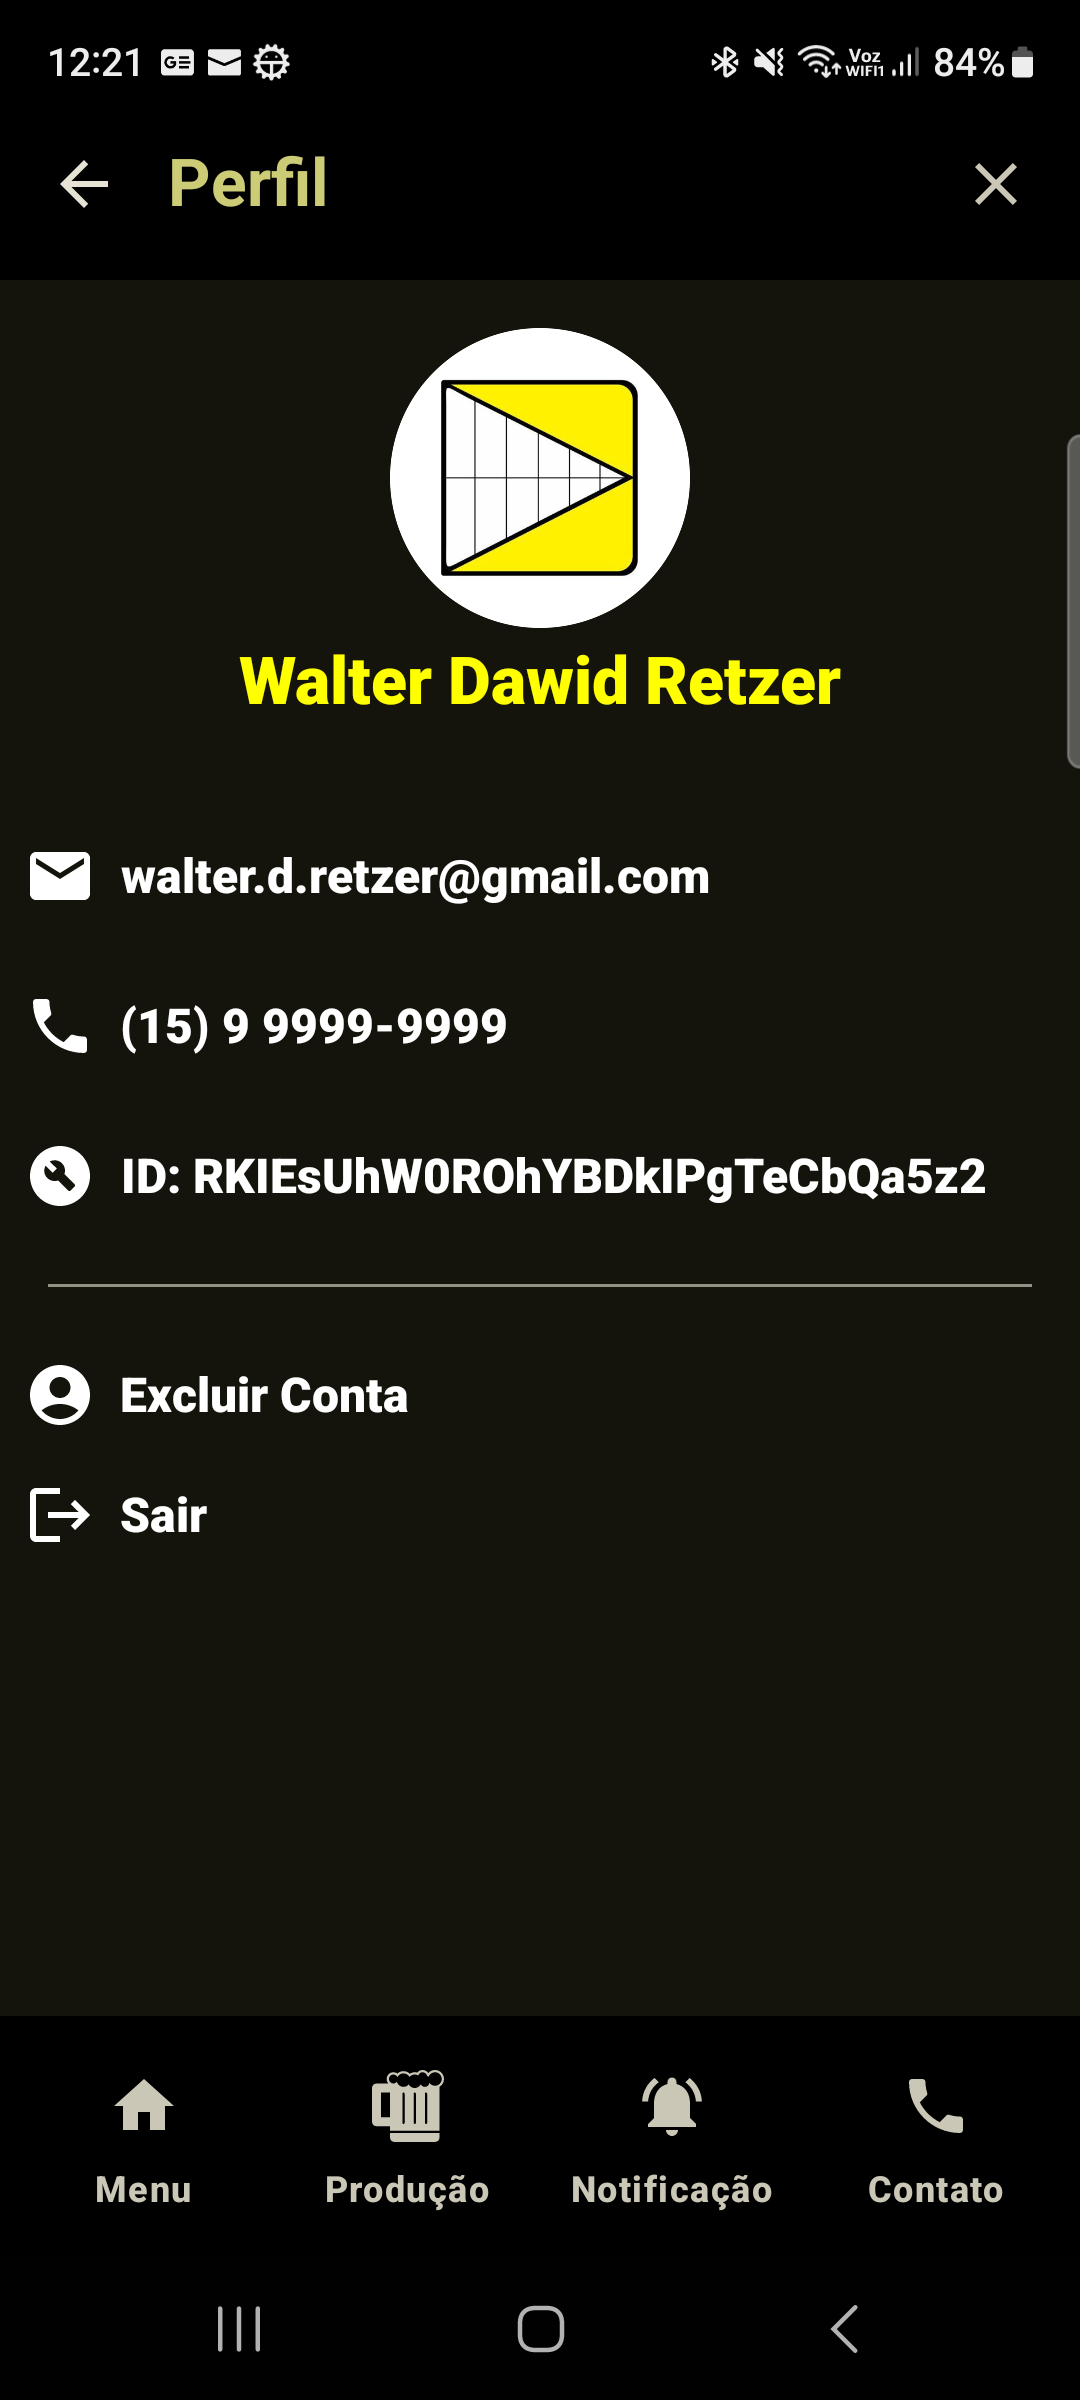 12:21
GE
Voz
WIFI1
84%
Perfil
Walter Dawid Retzer
walter.d.retzer@gmail.com
(15) 9 9999-9999
ID: RKIEsUhW0ROhYBDkIPgTeCbQa5z2
Excluir Conta
Sair
Menu
Produção
Notificação
Contato